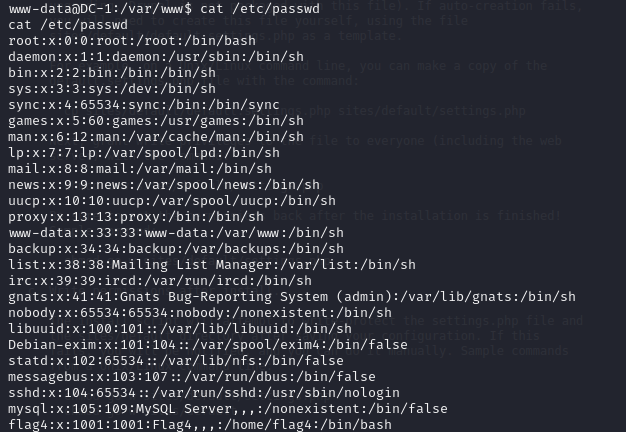 www-data@DC-1:/var/www$ cat /etc/passwd
cat /etc/passwd
root:x:0:0:root:/root:/bin/bash
daemon:x:1:1:daemon:/usr/sbin:/bin/sh
bin:x:2:2:bin:/bin:/bin/sh
sys:x:3:3:sys:/dev:/bin/sh
sync:x:4:65534:sync:/bin:/bin/sync
games:x:5:60:games:/usr/games:/bin/sh
man:x:6:12:man:/var/cache/man:/bin/sh
lp:x:7:7:lp:/var/spool/lpd:/bin/sh
mail:x:8:8:mail:/var/mail:/bin/sh
news:x:9:9:news:/var/spool/news:/bin/sh
uucp:x:10:10:uucp:/var/spool/uucp:/bin/sh
proxy:x:13:13:proxy:/bin:/bin/sh back after the installation is finished!
www-data:x:33:33:www-data:/var/www:/bin/sh
backup:x:34:34:backup:/var/backups:/bin/sh
list:x:38:38:Mailing List Manager:/var/list:/bin/sh
irc:x:39:39:ircd:/var/run/ircd:/bin/sh
gnats:x:41:41:Gnats Bug-Reporting System (admin):/var/lib/gnats:/bin/sh
nobody:x:65534:65534:nobody:/nonexistent:/bin/sh
libuuid:x:100:101::/var/lib/libuuid:/bin/sh
Debian-exim:x:101:104::/var/spool/exim4:/bin/false
statd:x:102:65534::/var/lib/nfs:/bin/false
messagebus:x:103:107::/var/run/dbus:/bin/false
sshd:x:104:65534::/var/run/sshd:/usr/sbin/nologin
mysql:x:105:109:MySQL Server,,,:/nonexistent:/bin/false
flag4:x:1001:1001:Flag4,,,:/home/flag4:/bin/bash